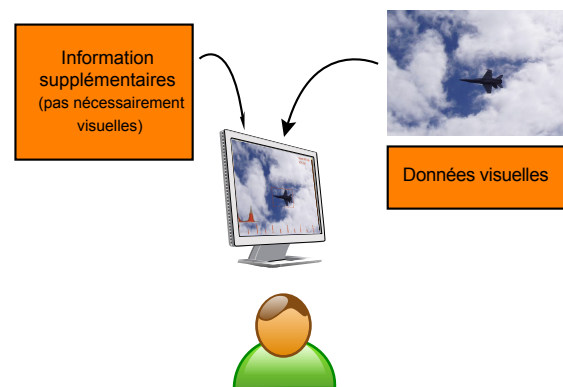 Information
supplémentaires
(pas nécessairement
visuelles)
Données visuelles